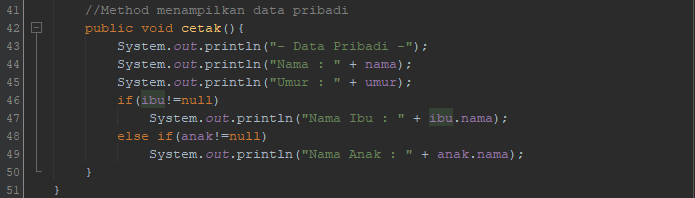 41 //Method menampilkan data pribadi
42 public void cetak(){
43 System.out.println("- Data Pribadi -");
44 System.out.println("Nama : " + nama);
45 System.out.println("Umur : " + umur);
46 if(ibu!=null)
47 System.out.println("Nama Ibu : " + ibu.nama);
48 else if(anak!=null)
49 System.out.println("Nama Anak : " + anak.nama);
50 }
51 }